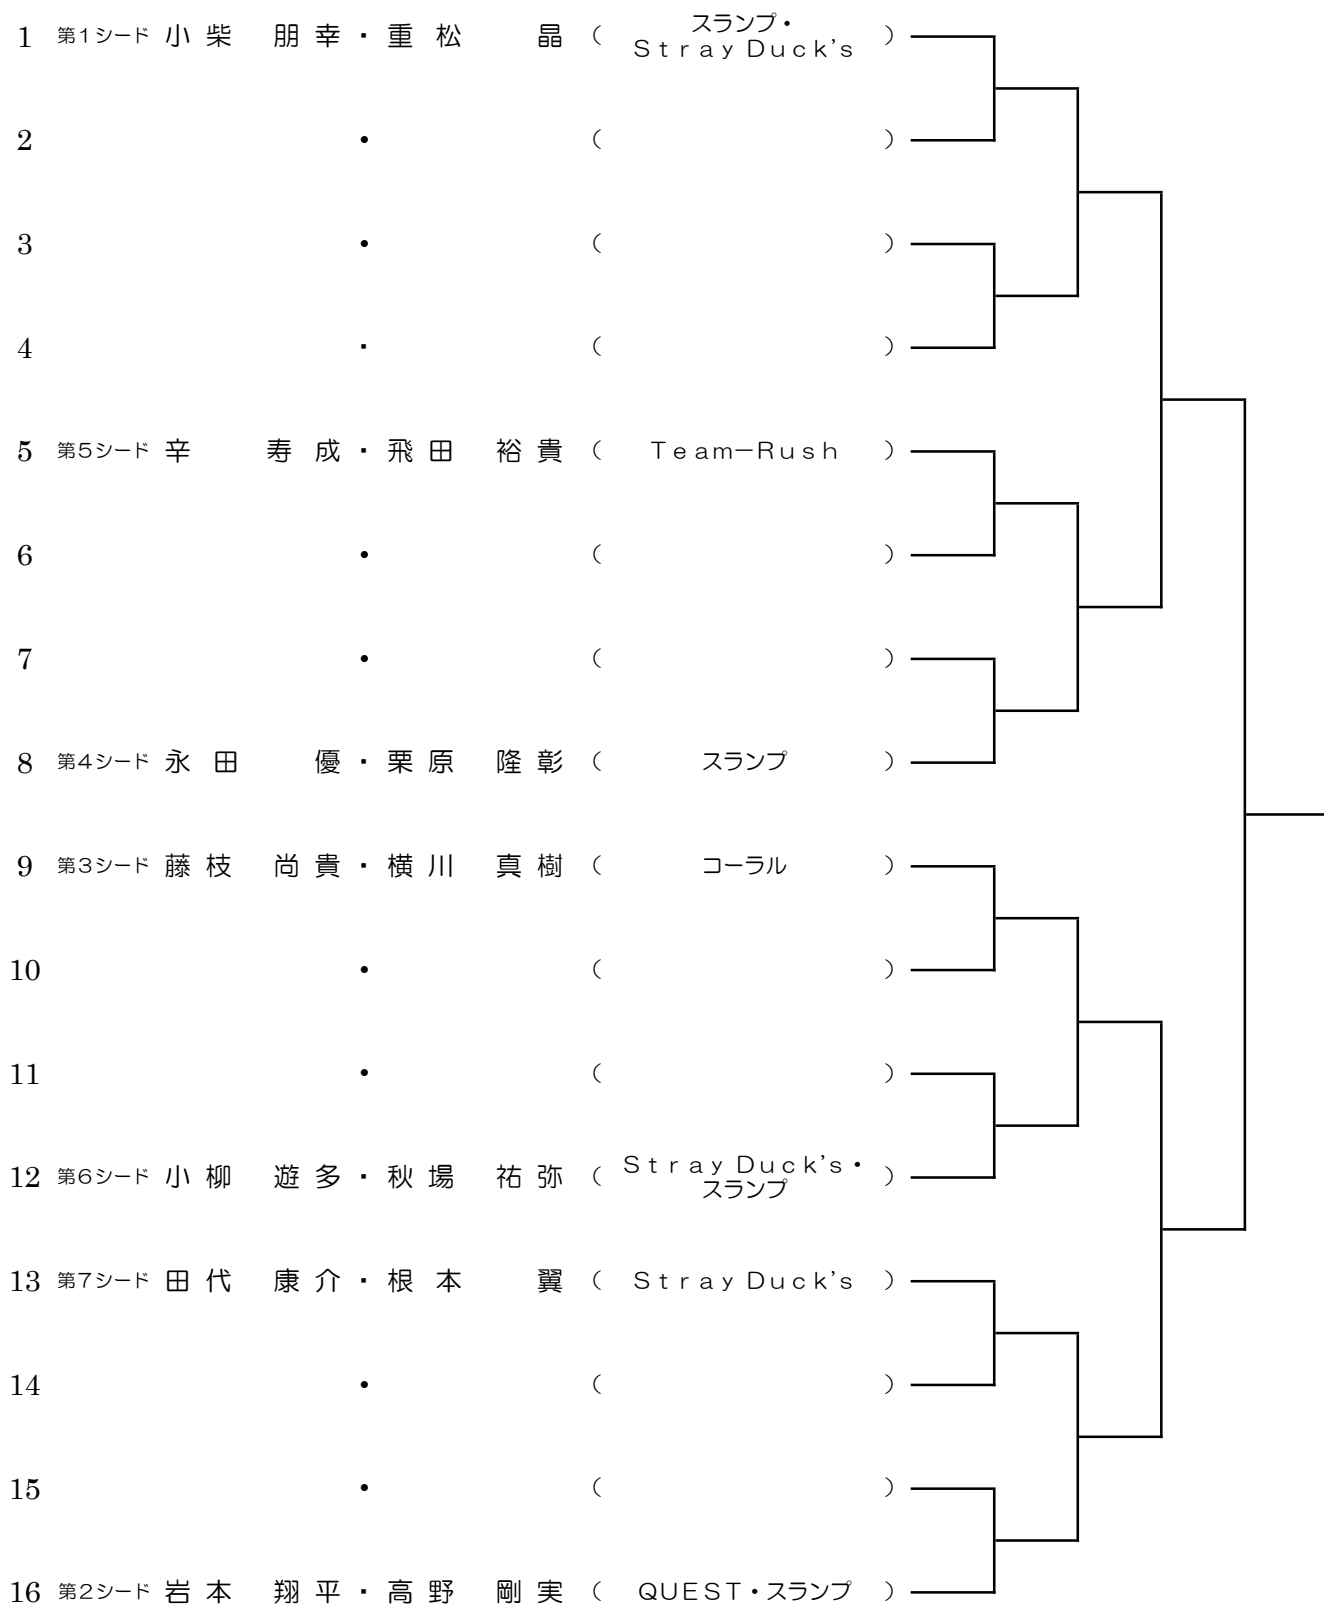 1 第1シード 小柴 朋幸・重松 晶 ( スランプ・Stray Duck's )
2 ・ ( )
3 ・ ( )
4 ・ ( )
5 第5シード 辛 寿成・飛田 裕貴 ( Team－Rush )
6 ・ ( )
7 ・ ( )
8 第4シード 永田 優・栗原 隆彰 ( スランプ )
9 第3シード 藤枝 尚貴・横川 真樹 ( コーラル )
10 ・ ( )
11 ・ ( )
12 第6シード 小柳 遊多・秋場 祐弥 ( Stray Duck's・スランプ )
13 第7シード 田代 康介・根本 翼 ( Stray Duck's )
14 ・ ( )
15 ・ ( )
16 第2シード 岩本 翔平・高野 剛実 ( QUEST・スランプ )